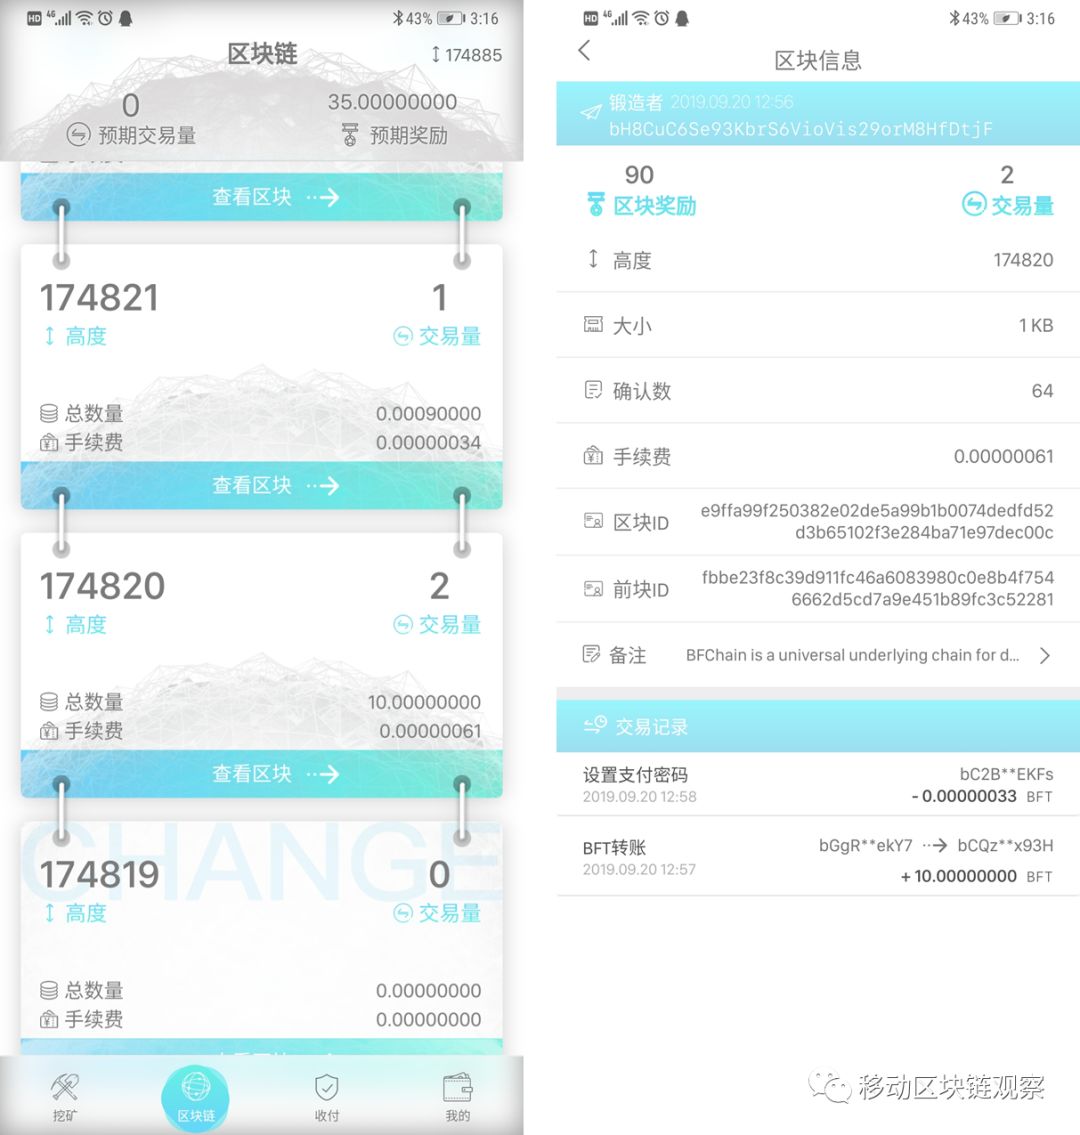 HD 4G 43% 3:16
区块链
174885
0
预期交易量
35.00000000
预期奖励
查看区块
174821
高度
1
交易量
总数量 0.00090000
手续费 0.00000034
查看区块
174820
高度
2
交易量
总数量 10.00000000
手续费 0.00000061
查看区块
CHANGE
174819
高度
0
交易量
总数量 0.00000000
手续费 0.00000000
挖矿
区块链
收付
我的
HD 4G 43% 3:16
区块信息
锻造者 2019.09.20 12:56
bH8CuC6Se93KbrS6VioVis29orM8HfDtjF
90
区块奖励
2
交易量
高度 174820
大小 1 KB
确认数 64
手续费 0.00000061
区块ID e9ffa99f250382e02de5a99b1b0074dedfd52
d3b65102f3e284ba71e97dec00c
前块ID fbbe23f8c39d911fc46a6083980c0e8b4f754
6662d5cd7a9e451b89fc3c52281
备注 BFChain is a universal underlying chain for d...
交易记录
设置支付密码 bC2B**EKFs
2019.09.20 12:58 - 0.00000033 BFT
BFT转账 bGgR**ekY7 bCQz**x93H
2019.09.20 12:57 + 10.00000000 BFT
移动区块链观察